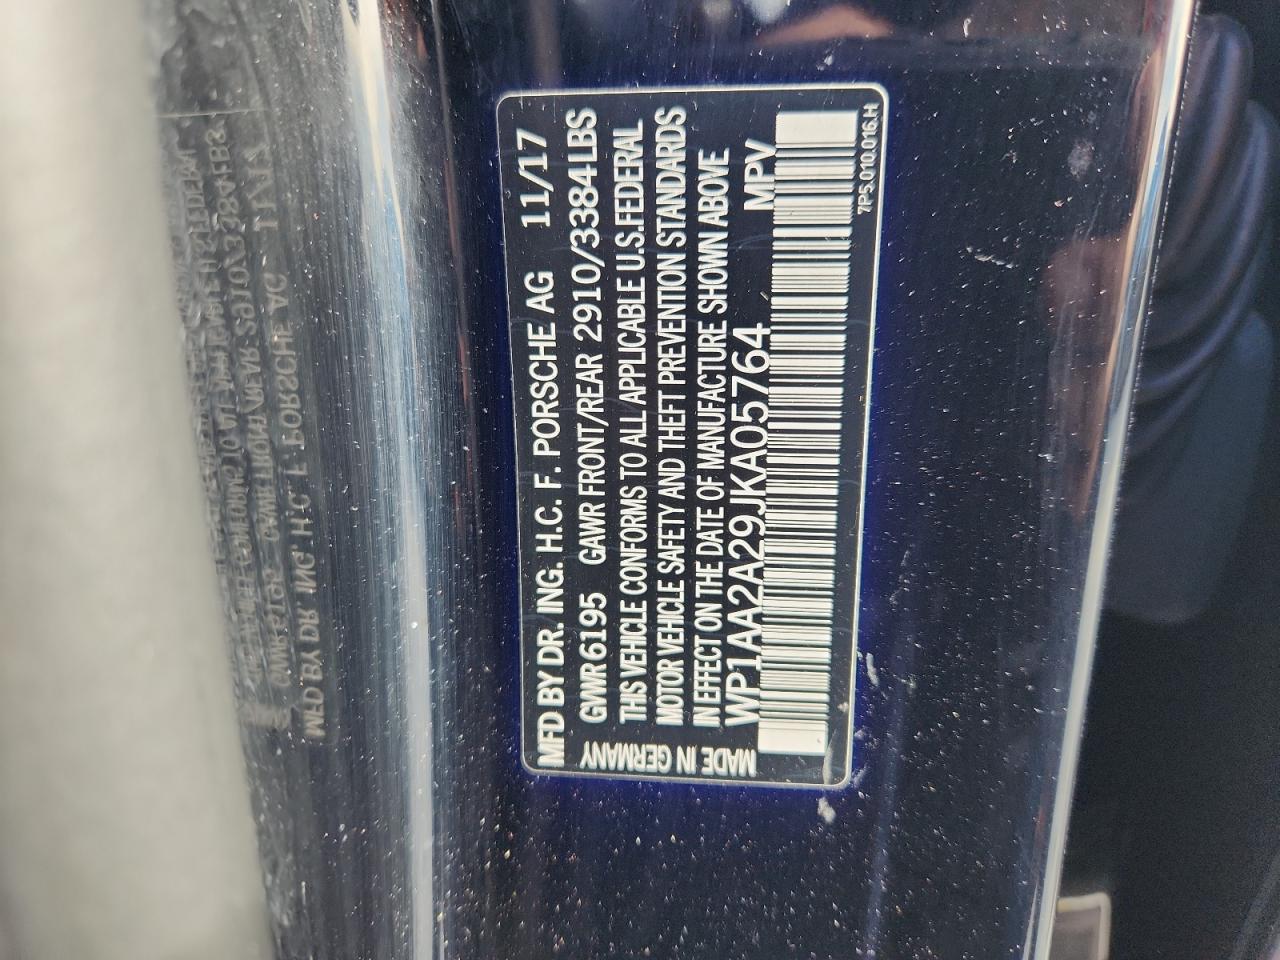 MFD BY DR. ING. H.C. F. PORSCHE AG 11/17
GVWR 6195 GAWR FRONT/REAR 2910/3384LBS
THIS VEHICLE CONFORMS TO ALL APPLICABLE U.S.FEDERAL
MOTOR VEHICLE SAFETY AND THEFT PREVENTION STANDARDS
IN EFFECT ON THE DATE OF MANUFACTURE SHOWN ABOVE
WP1AA2A29JKA05764 MPV
7P5.010.016.H
MADE IN GERMANY